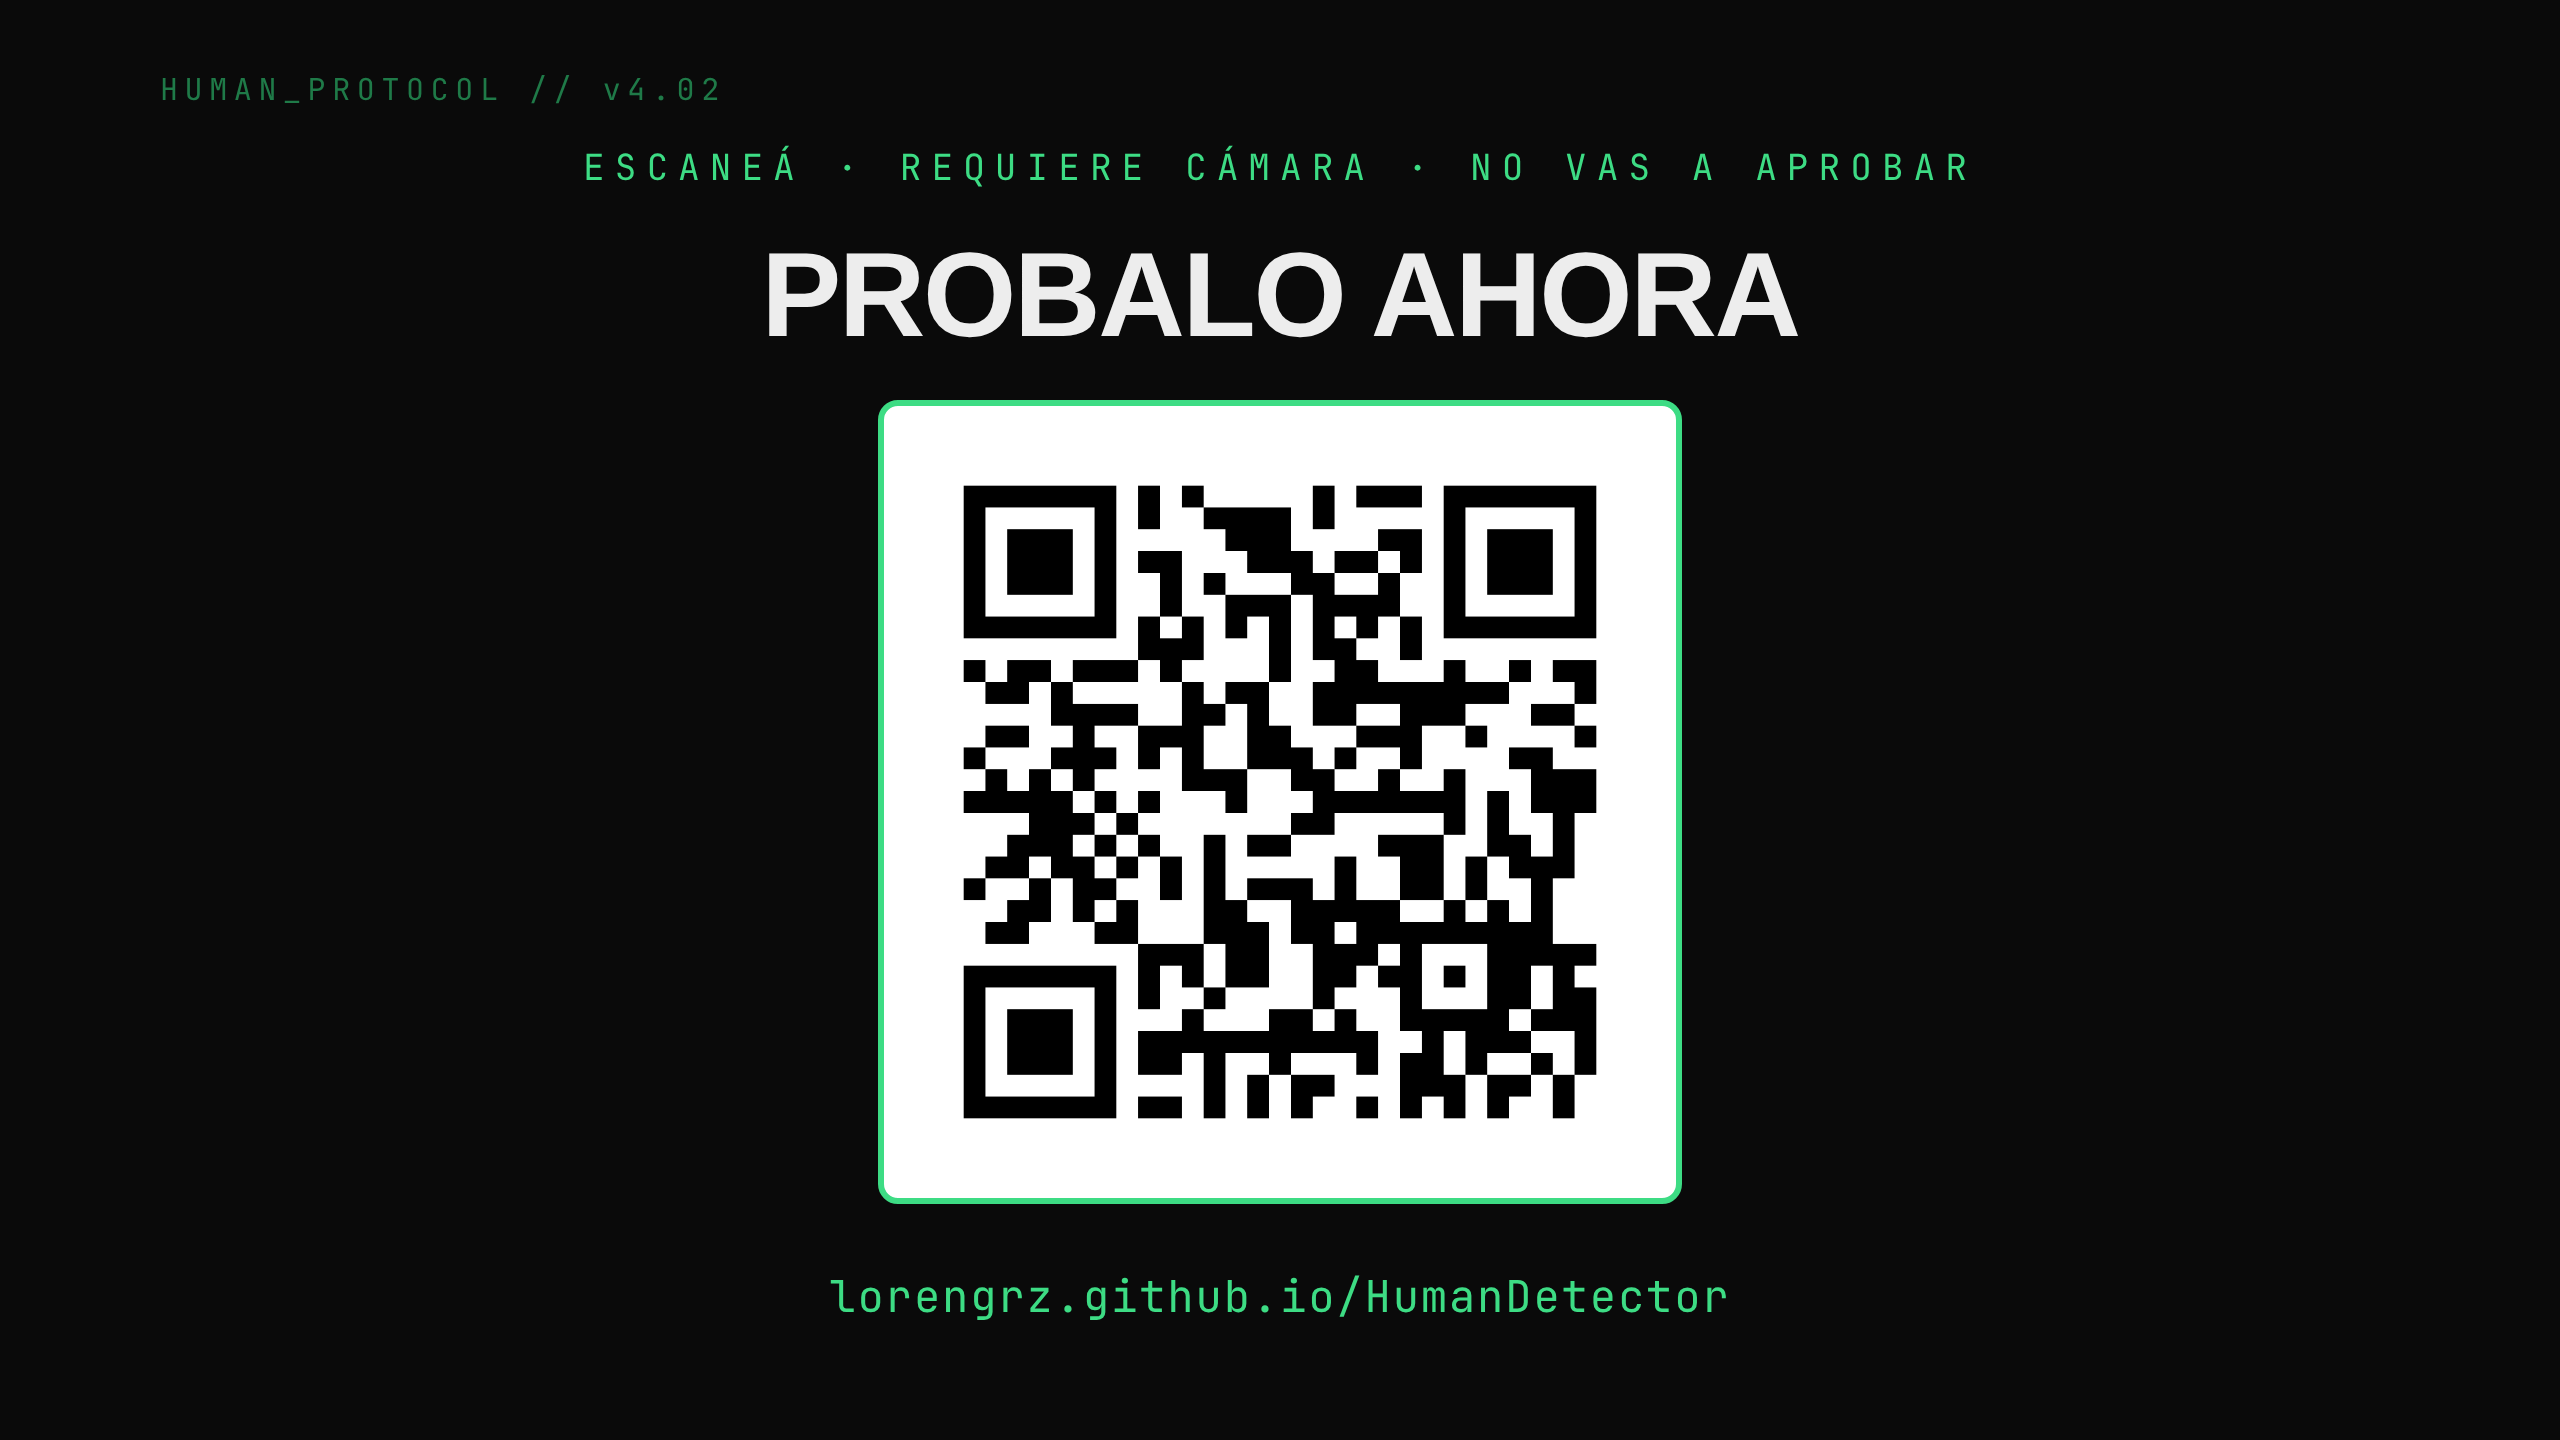 HUMAN_PROTOCOL // v4.02
ESCANEÁ · REQUIERE CÁMARA · NO VAS A APROBAR
PROBALO AHORA
lorengrz.github.io/HumanDetector